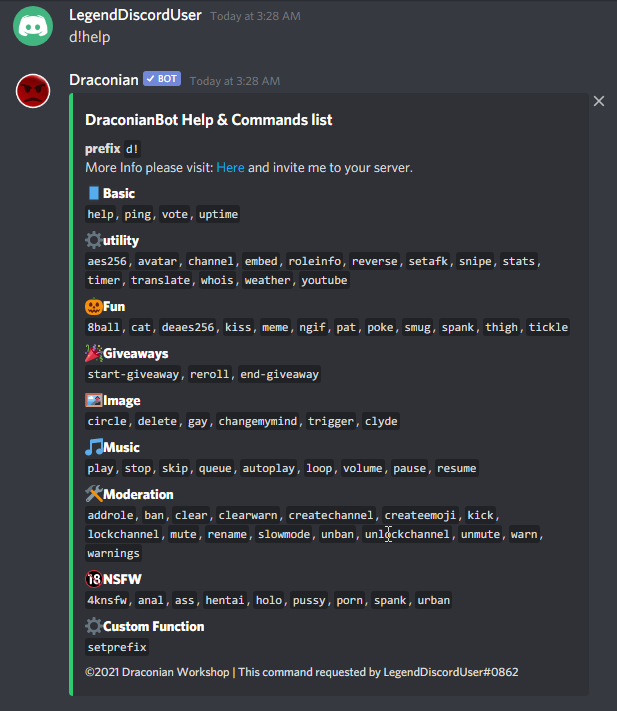 LegendDiscordUser Today at 3:28 AM
d!help
Draconian ✓ BOT Today at 3:28 AM
DraconianBot Help & Commands list
prefix d!
More Info please visit: Here and invite me to your server.
Basic
help, ping, vote, uptime
utility
aes256, avatar, channel, embed, roleinfo, reverse, setafk, snipe, stats,
timer, translate, whois, weather, youtube
Fun
8ball, cat, deaes256, kiss, meme, ngif, pat, poke, smug, spank, thigh, tickle
Giveaways
start-giveaway, reroll, end-giveaway
Image
circle, delete, gay, changemymind, trigger, clyde
Music
play, stop, skip, queue, autoplay, loop, volume, pause, resume
Moderation
addrole, ban, clear, clearwarn, createchannel, createemoji, kick,
lockchannel, mute, rename, slowmode, unban, unlockchannel, unmute, warn,
warnings
🔞NSFW
4knsfw, anal, ass, hentai, holo, pussy, porn, spank, urban
Custom Function
setprefix
©2021 Draconian Workshop | This command requested by LegendDiscordUser#0862